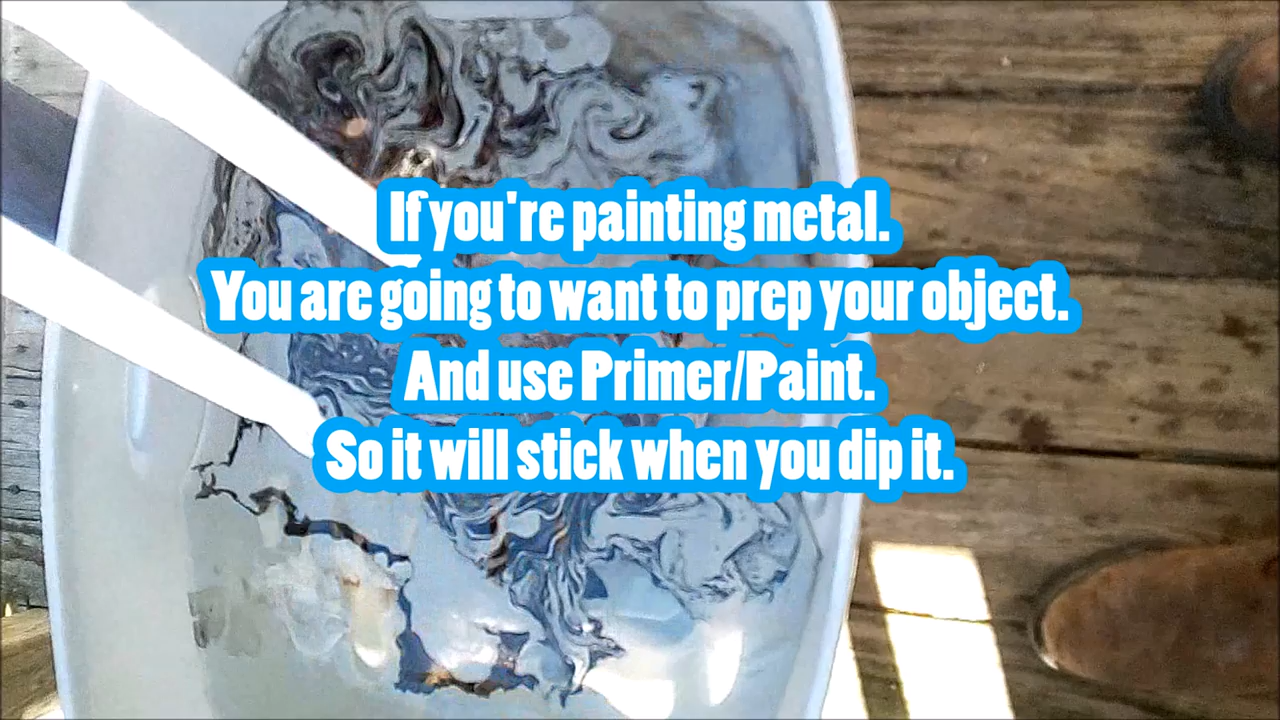 If you're painting metal.
You are going to want to prep your object.
And use Primer/Paint.
So it will stick when you dip it.